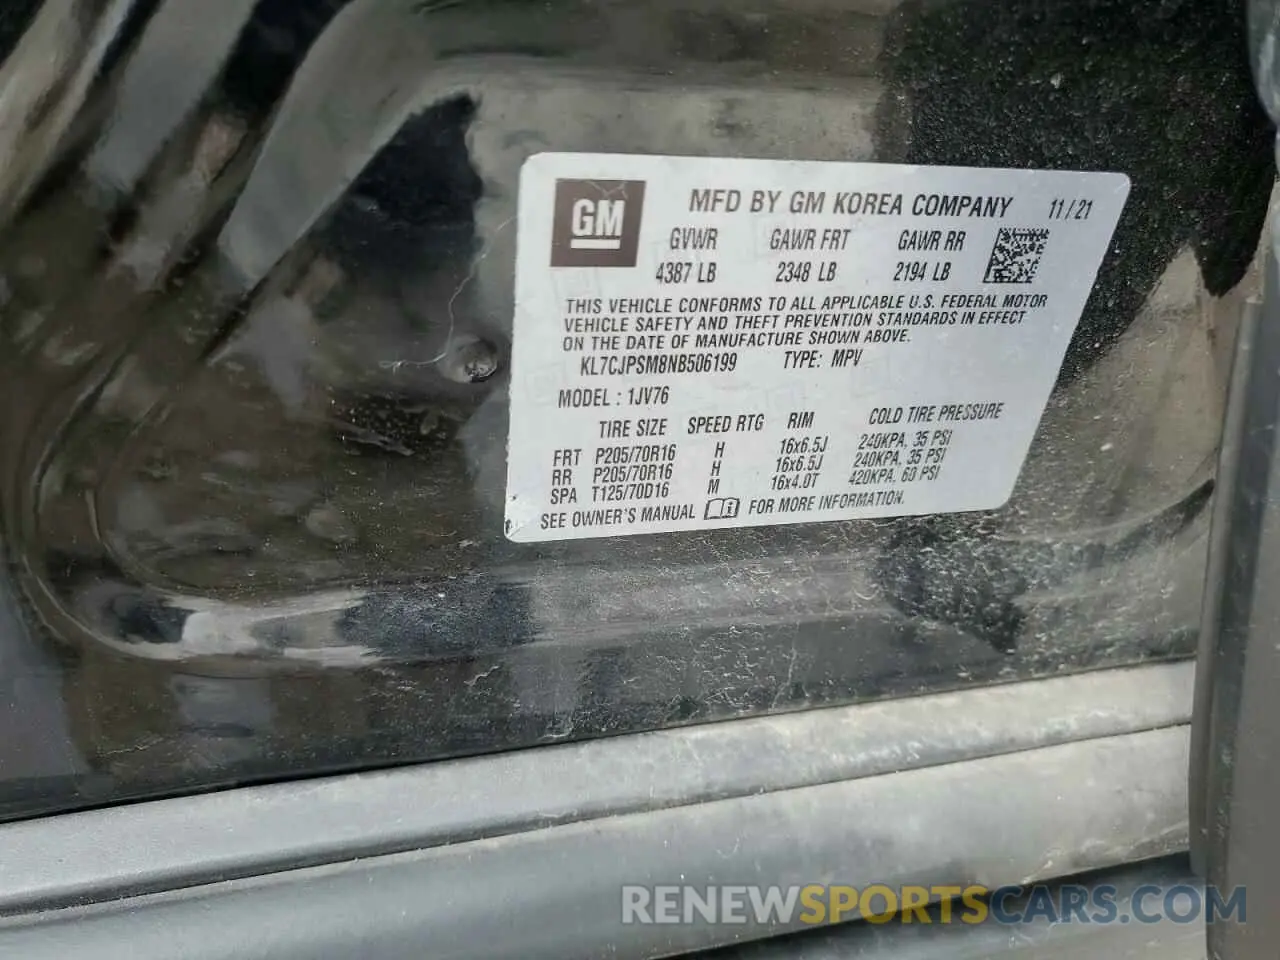 GM
MFD BY GM KOREA COMPANY 11/21
GVWR GAWR FRT GAWR RR
4387 LB 2348 LB 2194 LB
THIS VEHICLE CONFORMS TO ALL APPLICABLE U.S. FEDERAL MOTOR
VEHICLE SAFETY AND THEFT PREVENTION STANDARDS IN EFFECT
ON THE DATE OF MANUFACTURE SHOWN ABOVE.
KL7CJPSM8NB506199 TYPE: MPV
MODEL : 1JV76
TIRE SIZE SPEED RTG RIM COLD TIRE PRESSURE
FRT P205/70R16 H 16x6.5J 240KPA, 35 PSI
RR P205/70R16 H 16x6.5J 240KPA, 35 PSI
SPA T125/70D16 M 16x4.0T 420KPA, 60 PSI
SEE OWNER'S MANUAL FOR MORE INFORMATION.
RENEWSPORTSCARS.COM